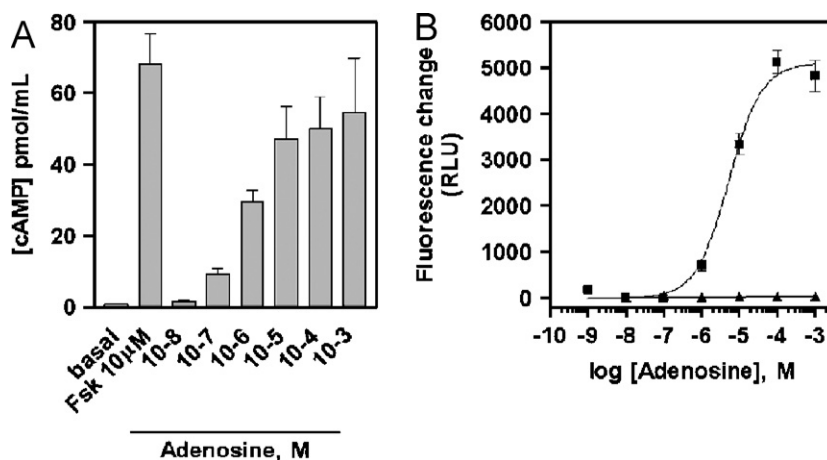 A
[cAMP] pmol/mL
80
60
40
20
0
basal
Fsk 10µM
10-8
10-7
10-6
10-5
10-4
10-3
Adenosine, M
B
Fluorescence change
(RLU)
6000
5000
4000
3000
2000
1000
0
-10 -9 -8 -7 -6 -5 -4 -3 -2
log [Adenosine], M